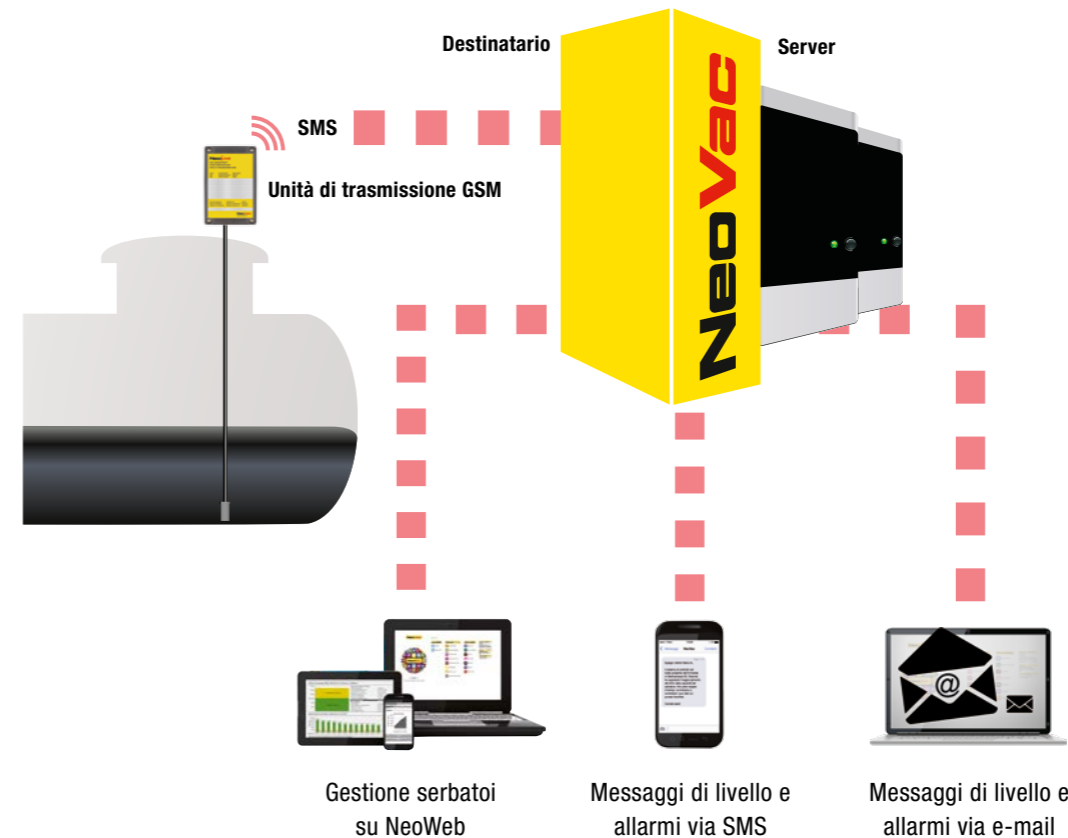 Destinatario
Server
SMS
Unità di trasmissione GSM
NeoVac
Gestione serbatoi
su NeoWeb
Messaggi di livello e
allarmi via SMS
Messaggi di livello e
allarmi via e-mail